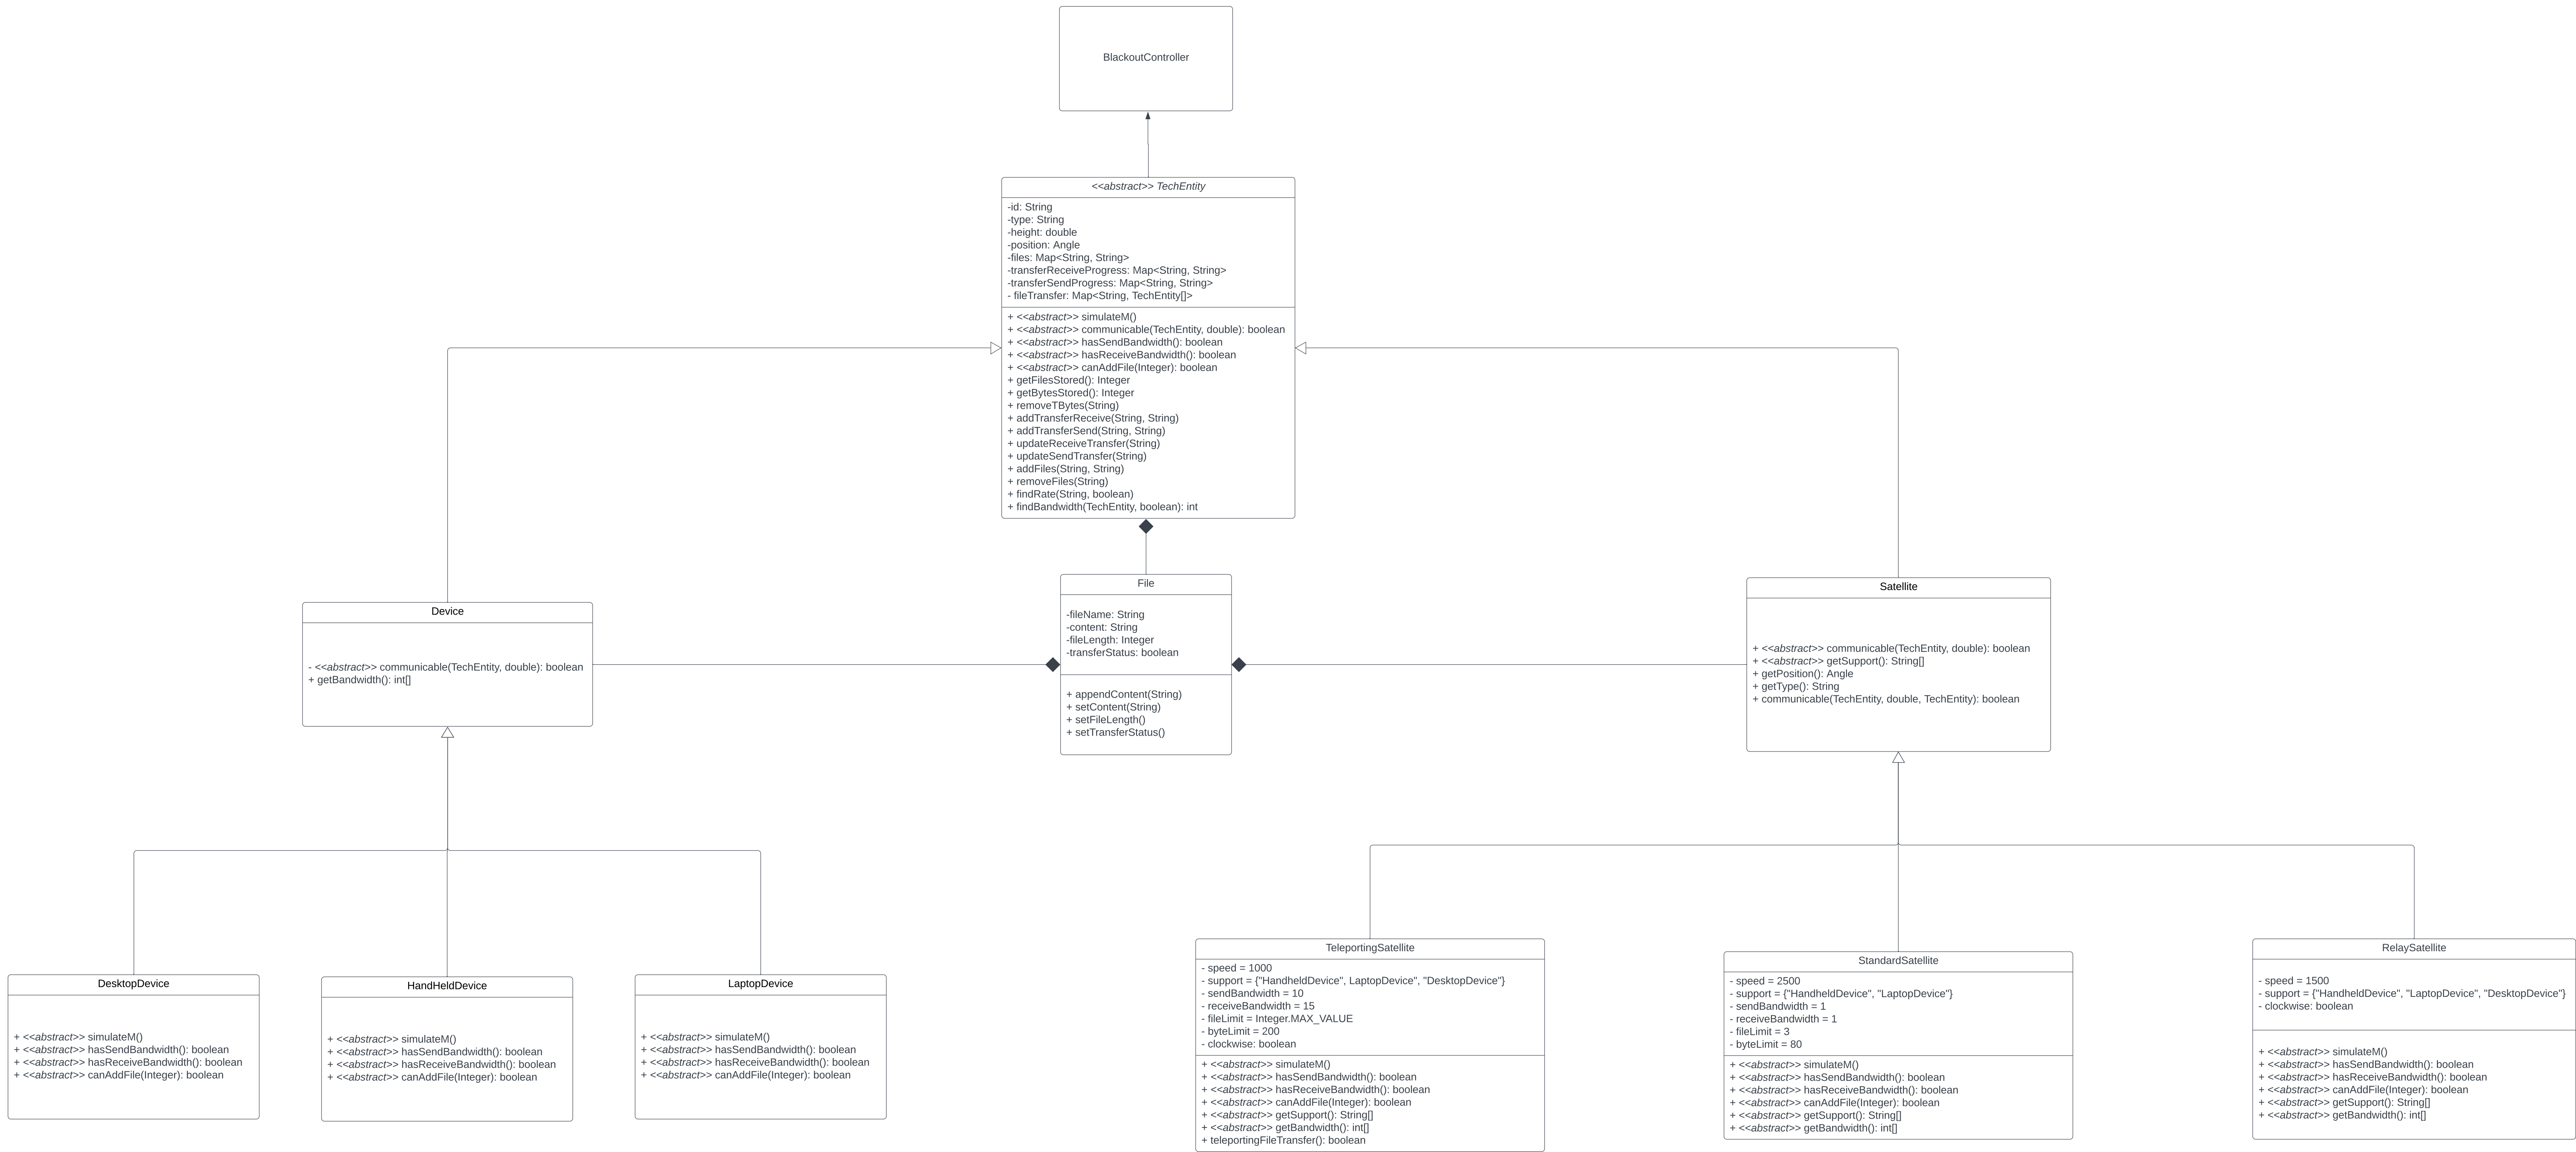 BlackoutController
<<abstract>> TechEntity
-id: String
-type: String
-height: double
-position: Angle
-files: Map<String, String>
-transferReceiveProgress: Map<String, String>
-transferSendProgress: Map<String, String>
- fileTransfer: Map<String, TechEntity[]>
+ <<abstract>> simulateM()
+ <<abstract>> communicable(TechEntity, double): boolean
+ <<abstract>> hasSendBandwidth(): boolean
+ <<abstract>> hasReceiveBandwidth(): boolean
+ <<abstract>> canAddFile(Integer): boolean
+ getFilesStored(): Integer
+ getBytesStored(): Integer
+ removeTBytes(String)
+ addTransferReceive(String, String)
+ addTransferSend(String, String)
+ updateReceiveTransfer(String)
+ updateSendTransfer(String)
+ addFiles(String, String)
+ removeFiles(String)
+ findRate(String, boolean)
+ findBandwidth(TechEntity, boolean): int
Device
- <<abstract>> communicable(TechEntity, double): boolean
+ getBandwidth(): int[]
File
-fileName: String
-content: String
-fileLength: Integer
-transferStatus: boolean
+ appendContent(String)
+ setContent(String)
+ setFileLength()
+ setTransferStatus()
Satellite
+ <<abstract>> communicable(TechEntity, double): boolean
+ <<abstract>> getSupport(): String[]
+ getPosition(): Angle
+ getType(): String
+ communicable(TechEntity, double, TechEntity): boolean
DesktopDevice
+ <<abstract>> simulateM()
+ <<abstract>> hasSendBandwidth(): boolean
+ <<abstract>> hasReceiveBandwidth(): boolean
+ <<abstract>> canAddFile(Integer): boolean
HandHeldDevice
+ <<abstract>> simulateM()
+ <<abstract>> hasSendBandwidth(): boolean
+ <<abstract>> hasReceiveBandwidth(): boolean
+ <<abstract>> canAddFile(Integer): boolean
LaptopDevice
+ <<abstract>> simulateM()
+ <<abstract>> hasSendBandwidth(): boolean
+ <<abstract>> hasReceiveBandwidth(): boolean
+ <<abstract>> canAddFile(Integer): boolean
TeleportingSatellite
- speed = 1000
- support = {"HandheldDevice", LaptopDevice", "DesktopDevice"}
- sendBandwidth = 10
- receiveBandwidth = 15
- fileLimit = Integer.MAX_VALUE
- byteLimit = 200
- clockwise: boolean
+ <<abstract>> simulateM()
+ <<abstract>> hasSendBandwidth(): boolean
+ <<abstract>> hasReceiveBandwidth(): boolean
+ <<abstract>> canAddFile(Integer): boolean
+ <<abstract>> getSupport(): String[]
+ <<abstract>> getBandwidth(): int[]
+ teleportingFileTransfer(): boolean
StandardSatellite
- speed = 2500
- support = {"HandheldDevice", "LaptopDevice"}
- sendBandwidth = 1
- receiveBandwidth = 1
- fileLimit = 3
- byteLimit = 80
+ <<abstract>> simulateM()
+ <<abstract>> hasSendBandwidth(): boolean
+ <<abstract>> hasReceiveBandwidth(): boolean
+ <<abstract>> canAddFile(Integer): boolean
+ <<abstract>> getSupport(): String[]
+ <<abstract>> getBandwidth(): int[]
RelaySatellite
- speed = 1500
- support = {"HandheldDevice", "LaptopDevice", "DesktopDevice"}
- clockwise: boolean
+ <<abstract>> simulateM()
+ <<abstract>> hasSendBandwidth(): boolean
+ <<abstract>> hasReceiveBandwidth(): boolean
+ <<abstract>> canAddFile(Integer): boolean
+ <<abstract>> getSupport(): String[]
+ <<abstract>> getBandwidth(): int[]